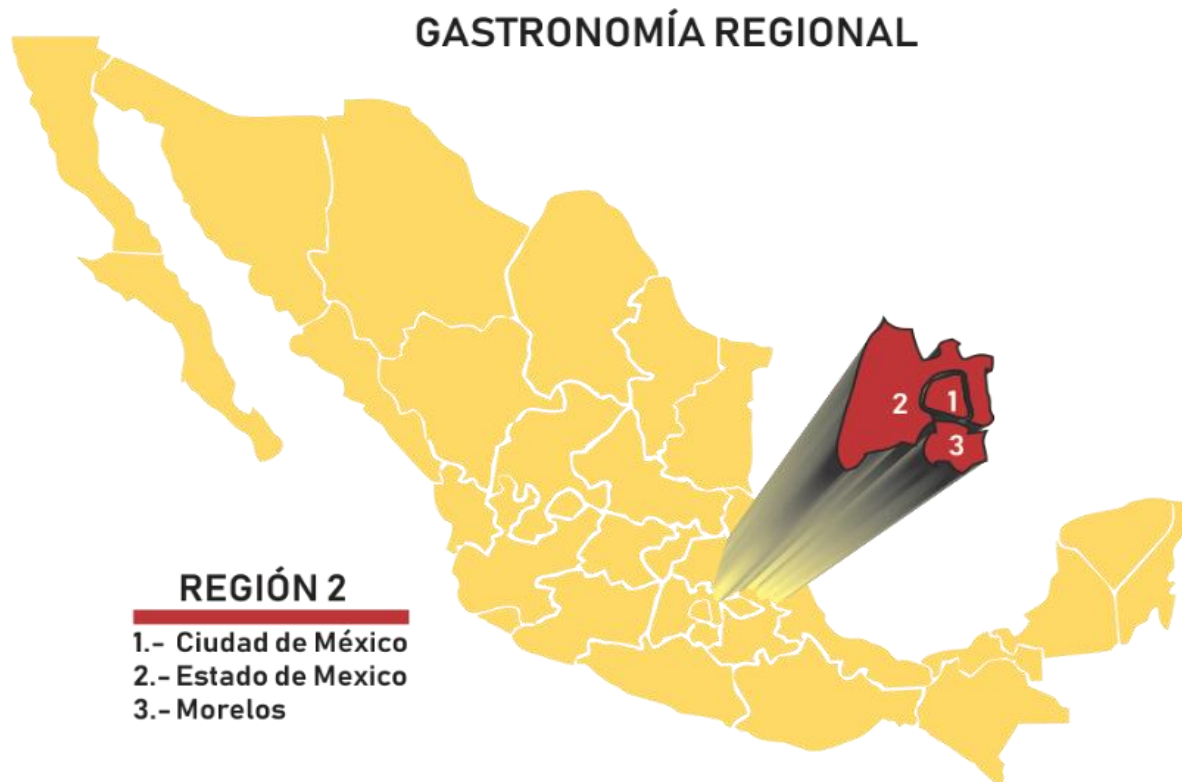 GASTRONOMÍA REGIONAL
2
1
3
REGIÓN 2
1.- Ciudad de México
2.- Estado de Mexico
3.- Morelos